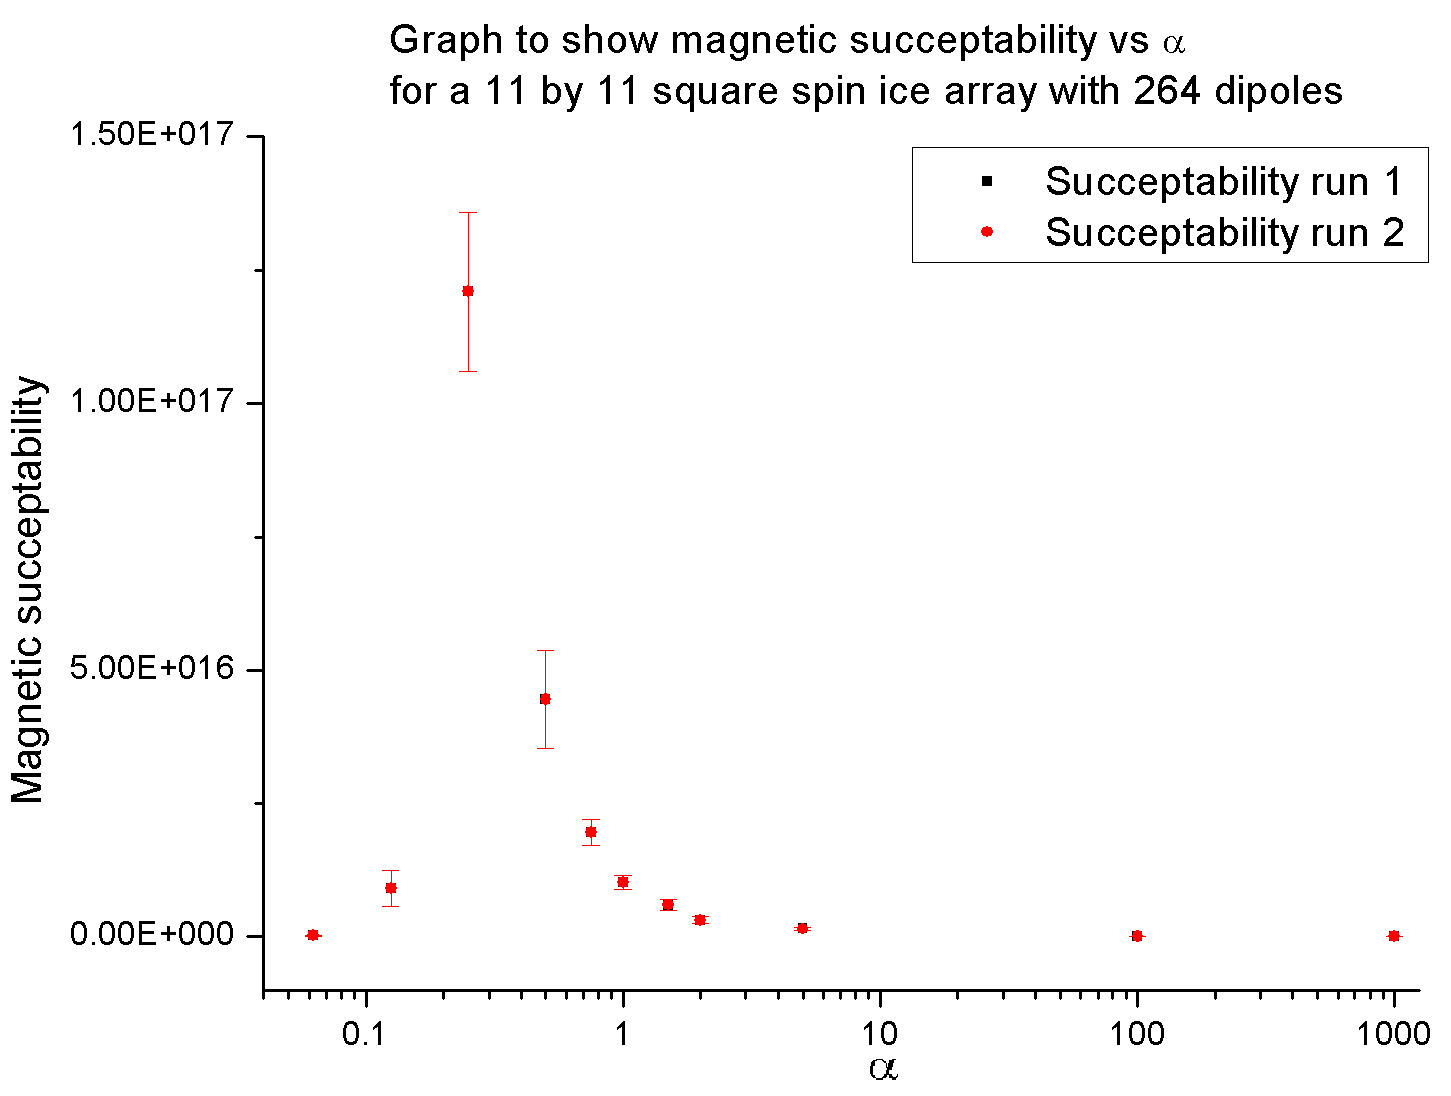 Graph to show magnetic succeptability vs α
for a 11 by 11 square spin ice array with 264 dipoles
Succeptability run 1
Succeptability run 2
Magnetic succeptability
1.50E+017
1.00E+017
5.00E+016
0.00E+000
0.1
1
10
100
1000
α